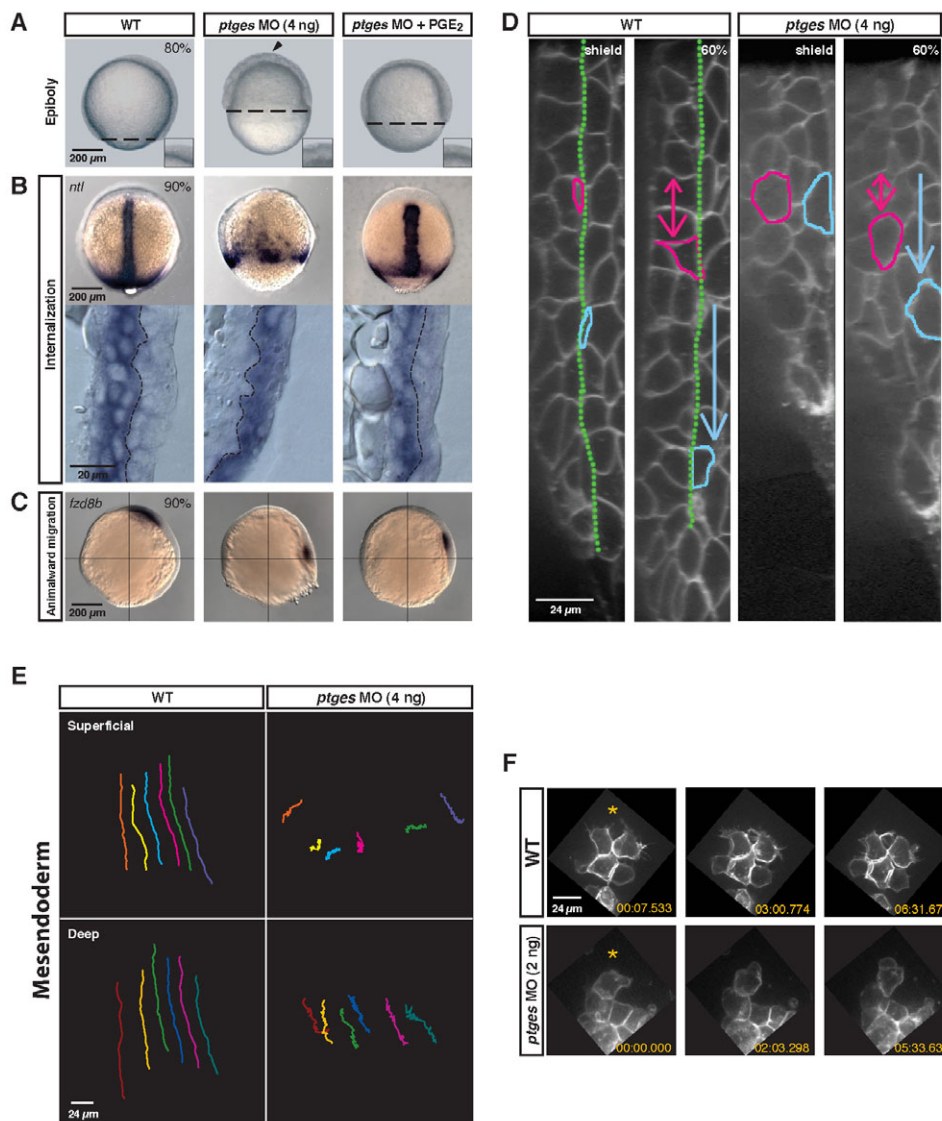 A
WT
ptges MO (4 ng)
ptges MO + PGE2
Epiboly
80%
200 µm
B
Internalization
ntl
90%
200 µm
20 µm
C
Animalward migration
fzd8b
90%
200 µm
D
WT
ptges MO (4 ng)
shield
60%
shield
60%
24 µm
E
WT
ptges MO (4 ng)
Mesendoderm
Superficial
Deep
24 µm
F
WT
*
24 µm
00:07.533
03:00.774
06:31.67
ptges MO (2 ng)
*
00:00.000
02:03.298
05:33.63